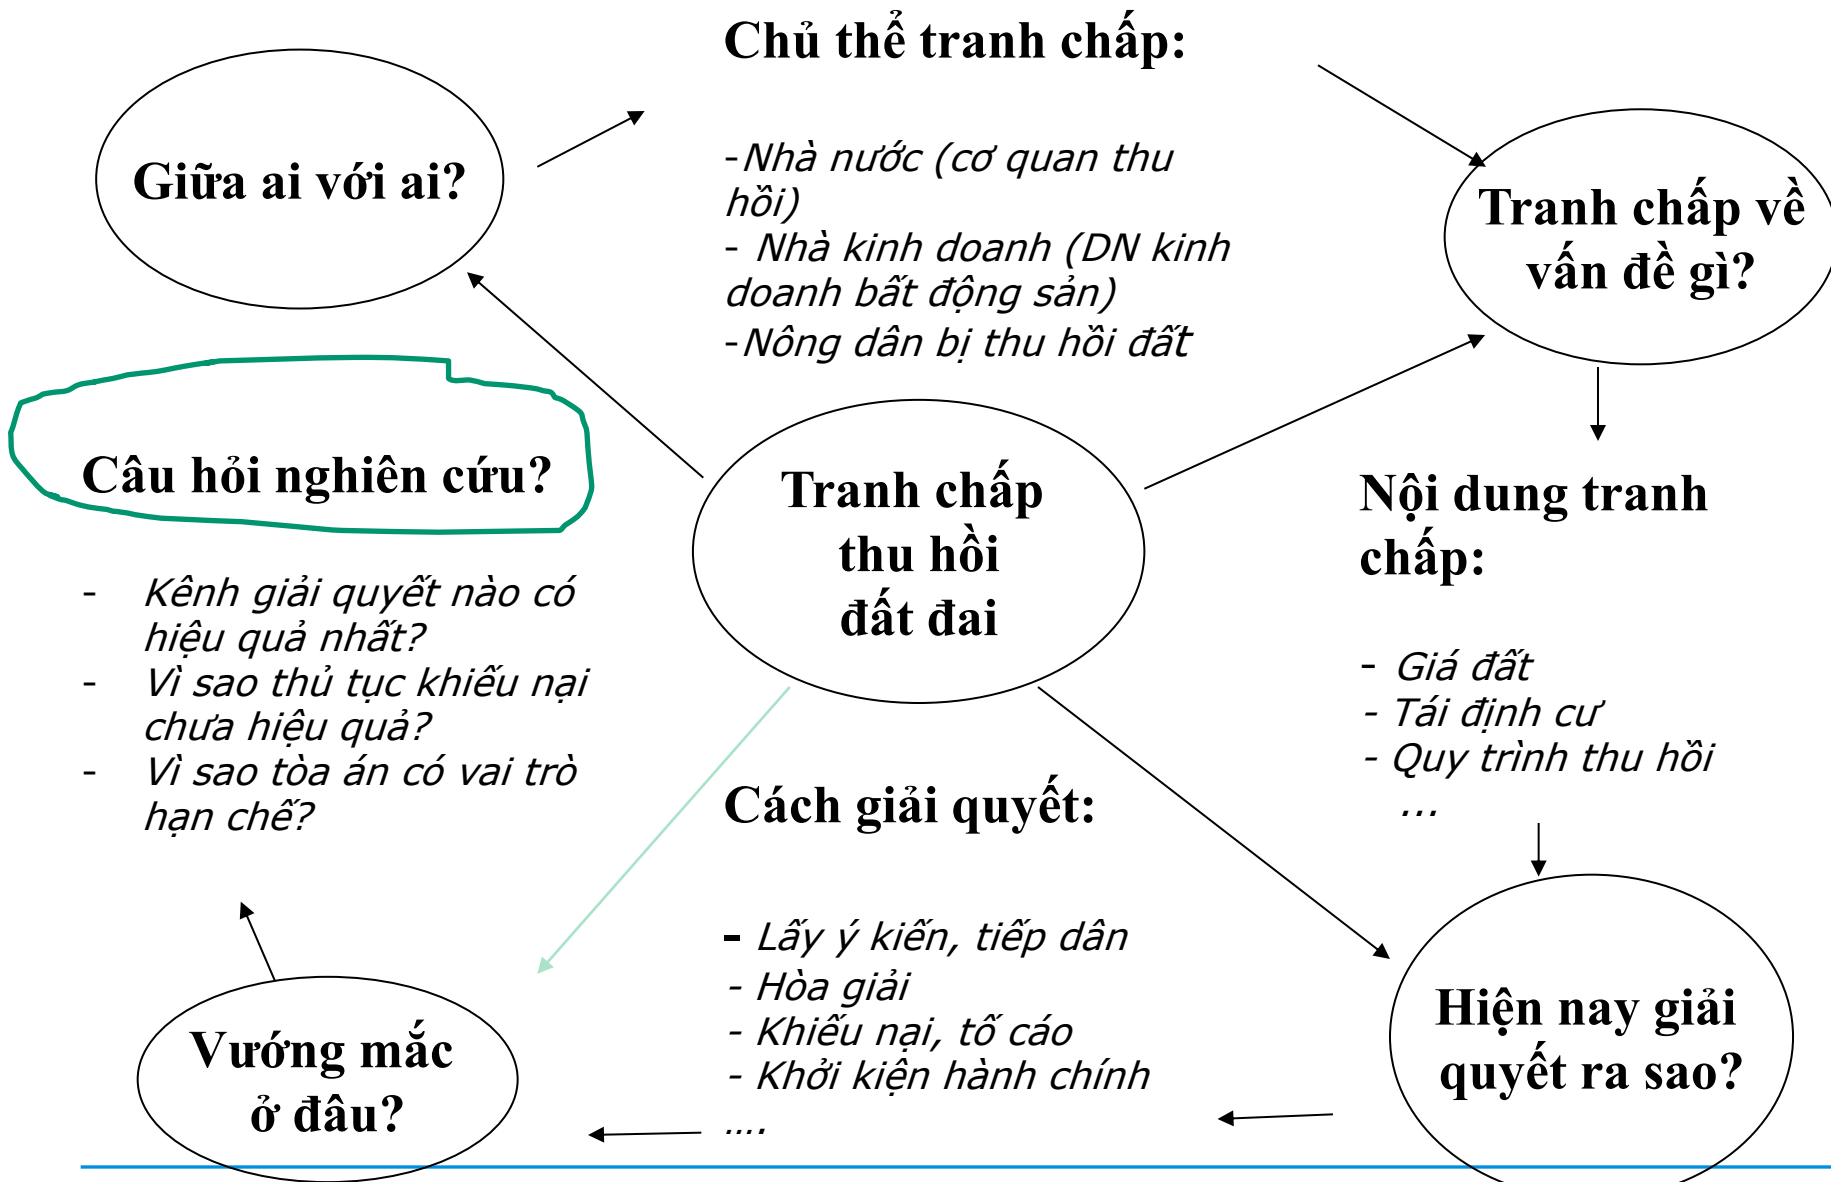 Chủ thể tranh chấp:
Giữa ai với ai?
-Nhà nước (cơ quan thu
hồi)
- Nhà kinh doanh (DN kinh
doanh bất động sản)
-Nông dân bị thu hồi đất
Tranh chấp về
vấn đề gì?
Câu hỏi nghiên cứu?
- Kênh giải quyết nào có
hiệu quả nhất?
- Vì sao thủ tục khiếu nại
chưa hiệu quả?
- Vì sao tòa án có vai trò
hạn chế?
Tranh chấp
thu hồi
đất đai
Nội dung tranh
chấp:
- Giá đất
- Tái định cư
- Quy trình thu hồi
...
Cách giải quyết:
- Lấy ý kiến, tiếp dân
- Hòa giải
- Khiếu nại, tố cáo
- Khởi kiện hành chính
....
Vướng mắc
ở đâu?
Hiện nay giải
quyết ra sao?